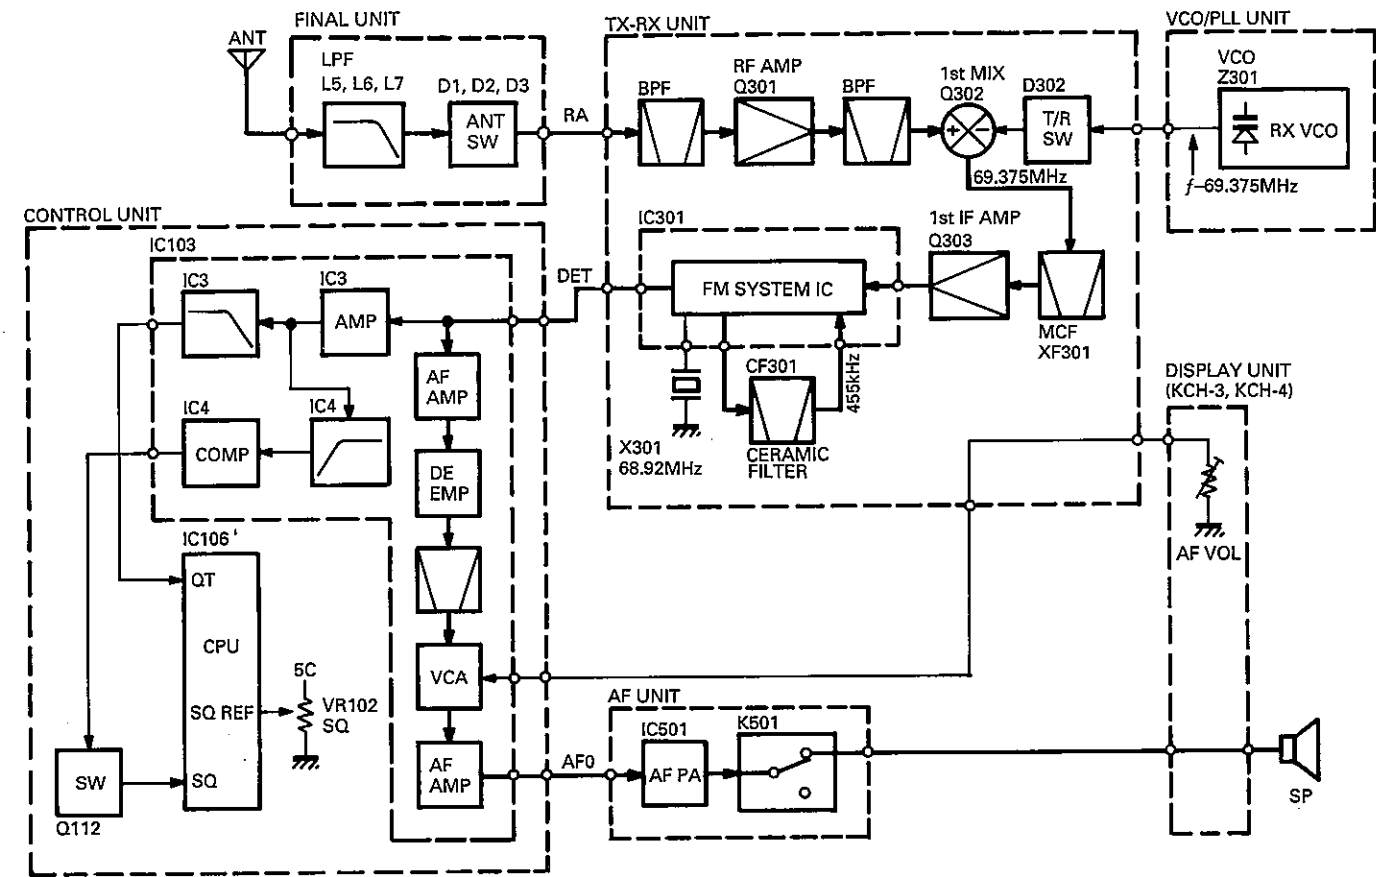 FINAL UNIT
TX-RX UNIT
VCO/PLL UNIT
ANT
LPF
L5, L6, L7
D1, D2, D3
ANT
SW
RA
BPF
RF AMP
Q301
BPF
1st MIX
Q302
+ −
D302
T/R
SW
VCO
Z301
RX VCO
f–69.375MHz
69.375MHz
CONTROL UNIT
IC103
IC3
IC3
AMP
DET
IC301
FM SYSTEM IC
1st IF AMP
Q303
MCF
XF301
AF
AMP
CF301
455kHz
CERAMIC
FILTER
X301
68.92MHz
DISPLAY UNIT
(KCH-3, KCH-4)
AF VOL
IC4
COMP
IC4
DE
EMP
IC106
QT
CPU
SQ REF
SQ
5C
VR102
SQ
VCA
AF
AMP
SW
Q112
AF0
AF UNIT
IC501
AF PA
K501
SP